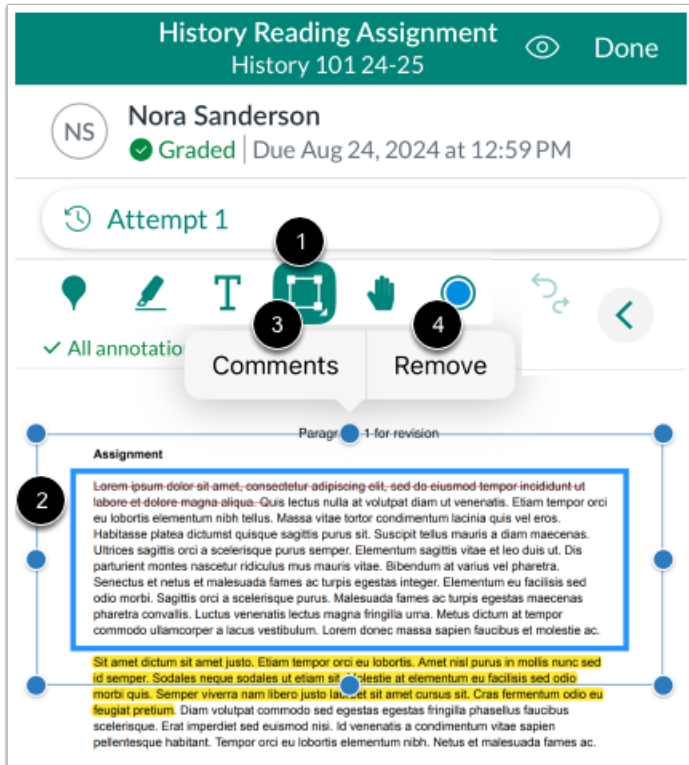 History Reading Assignment
History 101 24-25
Done
NS
Nora Sanderson
Graded | Due Aug 24, 2024 at 12:59 PM
Attempt 1
1
T
3
4
All
Comments
Remove
1 for revision
Assignment
2
Lorem ipsum dolor sit amet, consectetur adipiscing elit, sed do eiusmod tempor incididunt ut
labore et dolore magna aliqua. Quis lectus nulla at volutpat diam ut venenatis. Etiam tempor orci
eu lobortis elementum nibh tellus. Massa vitae tortor condimentum lacinia quis vel eros.
Habitasse platea dictumst quisque sagittis purus sit. Suscipit tellus mauris a diam maecenas.
Ultrices sagittis orci a scelerisque purus semper. Elementum sagittis vitae et leo duis ut. Dis
parturient montes nascetur ridiculus mus mauris vitae. Bibendum at varius vel pharetra.
Senectus et netus et malesuada fames ac turpis egestas integer. Elementum eu facilisis sed
odio morbi. Sagittis orci a scelerisque purus. Malesuada fames ac turpis egestas maecenas
pharetra convallis. Luctus venenatis lectus magna fringilla urna. Metus dictum at tempor
commodo ullamcorper a lacus vestibulum. Lorem donec massa sapien faucibus et molestie ac.
Sit amet dictum sit amet justo. Etiam tempor orci eu lobortis. Amet nisl purus in mollis nunc sed
id semper. Sodales neque sodales ut etiam sit. at elementum eu facilisis sed odio
morbi quis. Semper viverra nam libero justo sit amet cursus sit. Cras fermentum odio eu
feugiat pretium. Diam volutpat commodo sed egestas egestas fringilla phasellus faucibus
scelerisque. Erat imperdiet sed euismod nisi. Id venenatis a condimentum vitae sapien
pellentesque habitant. Tempor orci eu lobortis elementum nibh. Netus et malesuada fames ac.